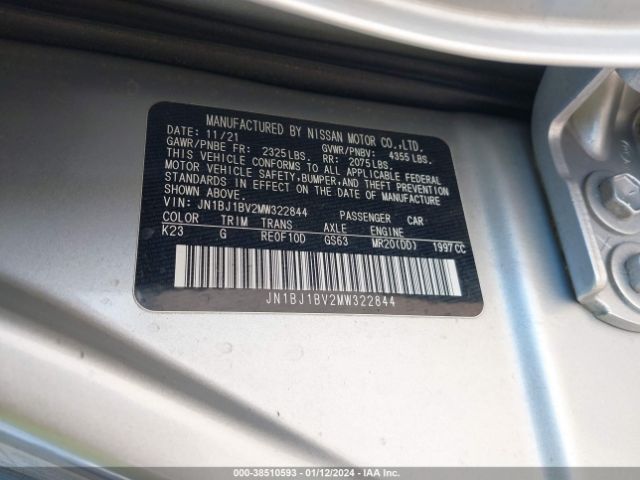 MANUFACTURED BY NISSAN MOTOR CO.,LTD.
DATE: 11/21 GVWR/PNBV: 4355 LBS.
GAWR/PNBE FR: 2325 LBS. RR: 2075 LBS.
THIS VEHICLE CONFORMS TO ALL APPLICABLE FEDERAL
MOTOR VEHICLE SAFETY, BUMPER, AND THEFT PREVENTION
STANDARDS IN EFFECT ON THE DATE OF MANUFACTURE
SHOWN ABOVE
VIN: JN1BJ1BV2MW322844 PASSENGER CAR
COLOR TRIM TRANS AXLE ENGINE
K23 G RE0F10D GS63 MR20(DD) 1997CC
JN1BJ1BV2MW322844
000-38510593 - 01/12/2024 - IAA Inc.